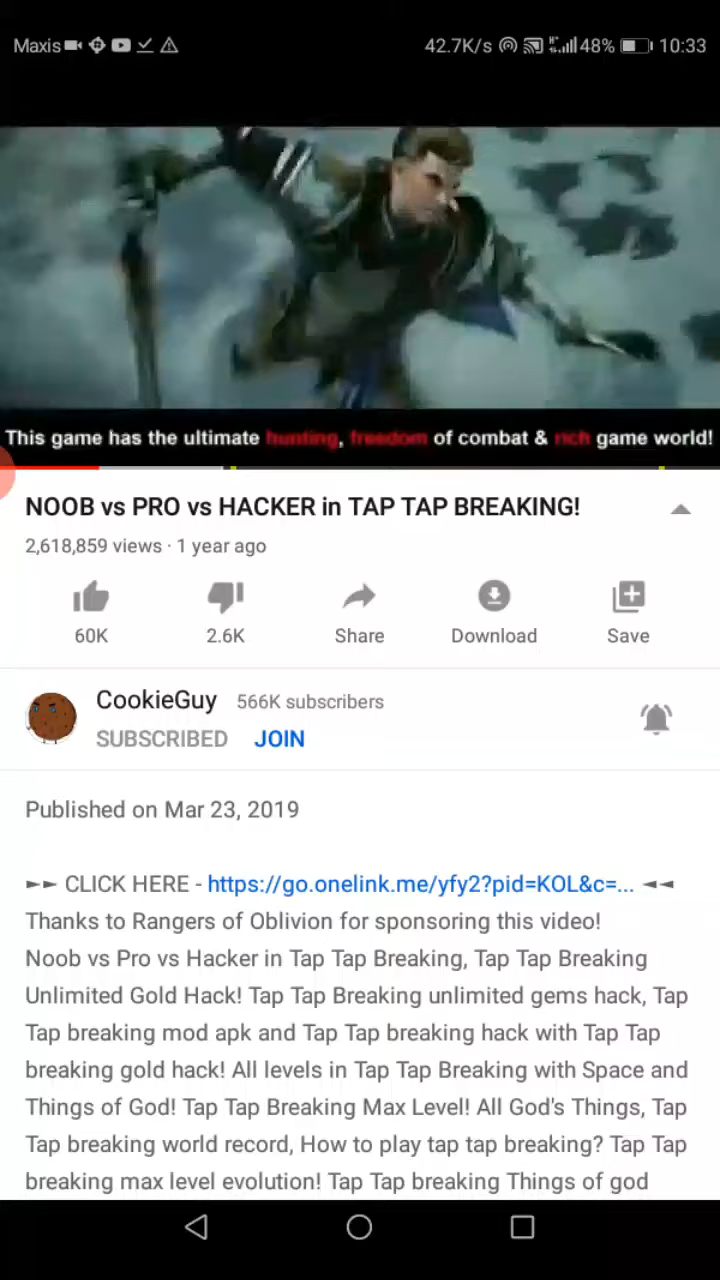 Maxis 42.7K/s 48% 10:33
This game has the ultimate hunting, freedom of combat & rich game world!
NOOB vs PRO vs HACKER in TAP TAP BREAKING!
2,618,859 views · 1 year ago
60K 2.6K Share Download Save
CookieGuy 566K subscribers
SUBSCRIBED JOIN
Published on Mar 23, 2019
►► CLICK HERE - https://go.onelink.me/yfy2?pid=KOL&c=... ◄◄
Thanks to Rangers of Oblivion for sponsoring this video!
Noob vs Pro vs Hacker in Tap Tap Breaking, Tap Tap Breaking
Unlimited Gold Hack! Tap Tap Breaking unlimited gems hack, Tap
Tap breaking mod apk and Tap Tap breaking hack with Tap Tap
breaking gold hack! All levels in Tap Tap Breaking with Space and
Things of God! Tap Tap Breaking Max Level! All God's Things, Tap
Tap breaking world record, How to play tap tap breaking? Tap Tap
breaking max level evolution! Tap Tap breaking Things of god